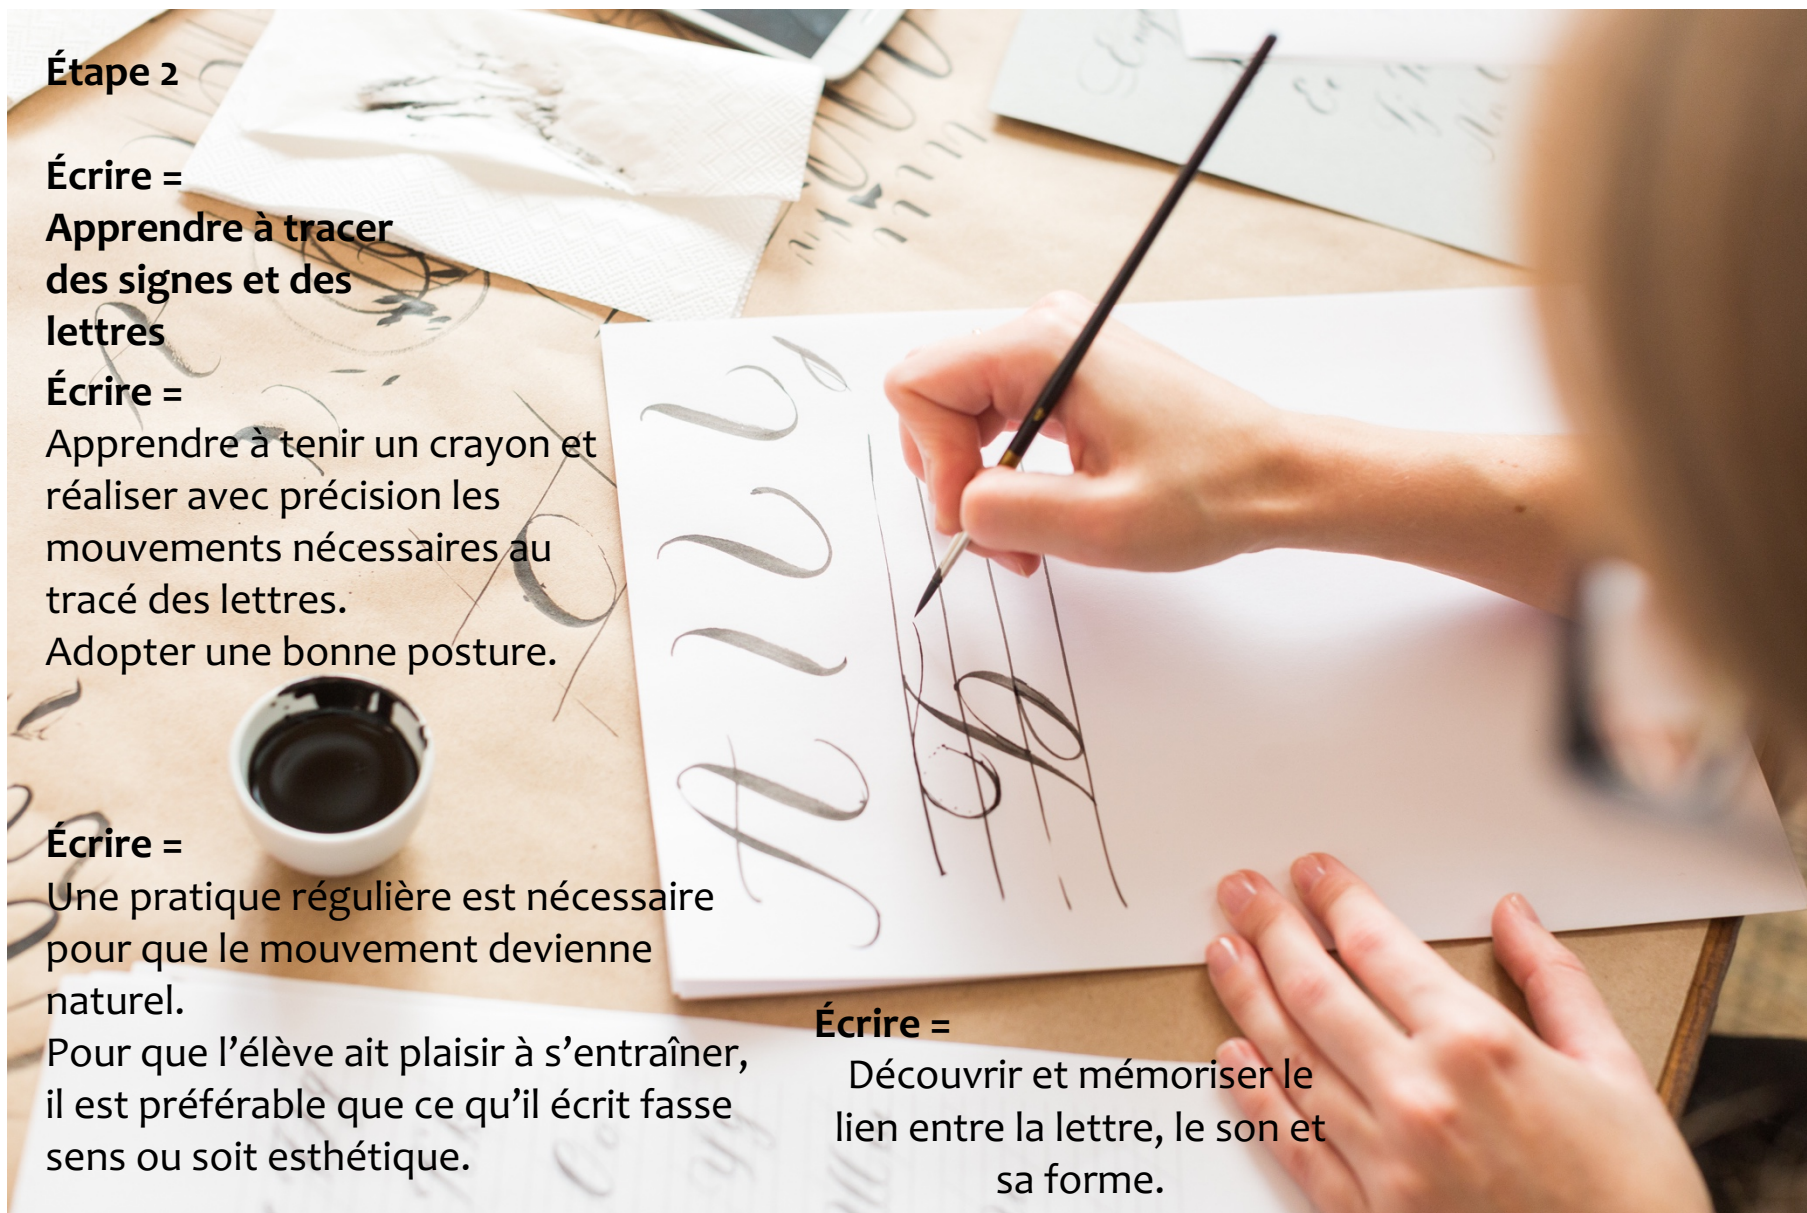 Étape 2
Écrire =
Apprendre à tracer
des signes et des
lettres
Écrire =
Apprendre à tenir un crayon et
réaliser avec précision les
mouvements nécessaires au
tracé des lettres.
Adopter une bonne posture.
Écrire =
Une pratique régulière est nécessaire
pour que le mouvement devienne
naturel.
Pour que l’élève ait plaisir à s’entraîner,
il est préférable que ce qu’il écrit fasse
sens ou soit esthétique.
Écrire =
Découvrir et mémoriser le
lien entre la lettre, le son et
sa forme.